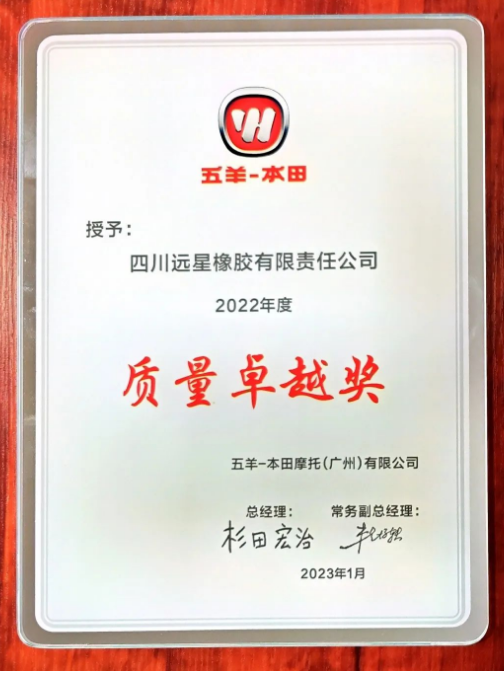 五羊-本田
授予：
四川远星橡胶有限责任公司
2022年度
质量卓越奖
五羊-本田摩托(广州)有限公司
总经理： 常务副总经理：
杉田宏治
2023年1月